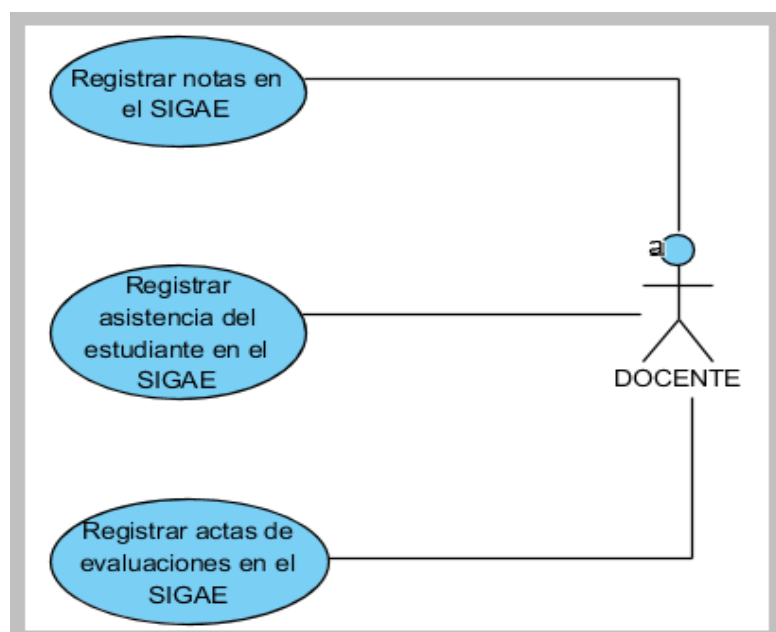 Registrar notas en
el SIGAE
a
Registrar
asistencia del
estudiante en el
SIGAE
DOCENTE
Registrar actas de
evaluaciones en el
SIGAE